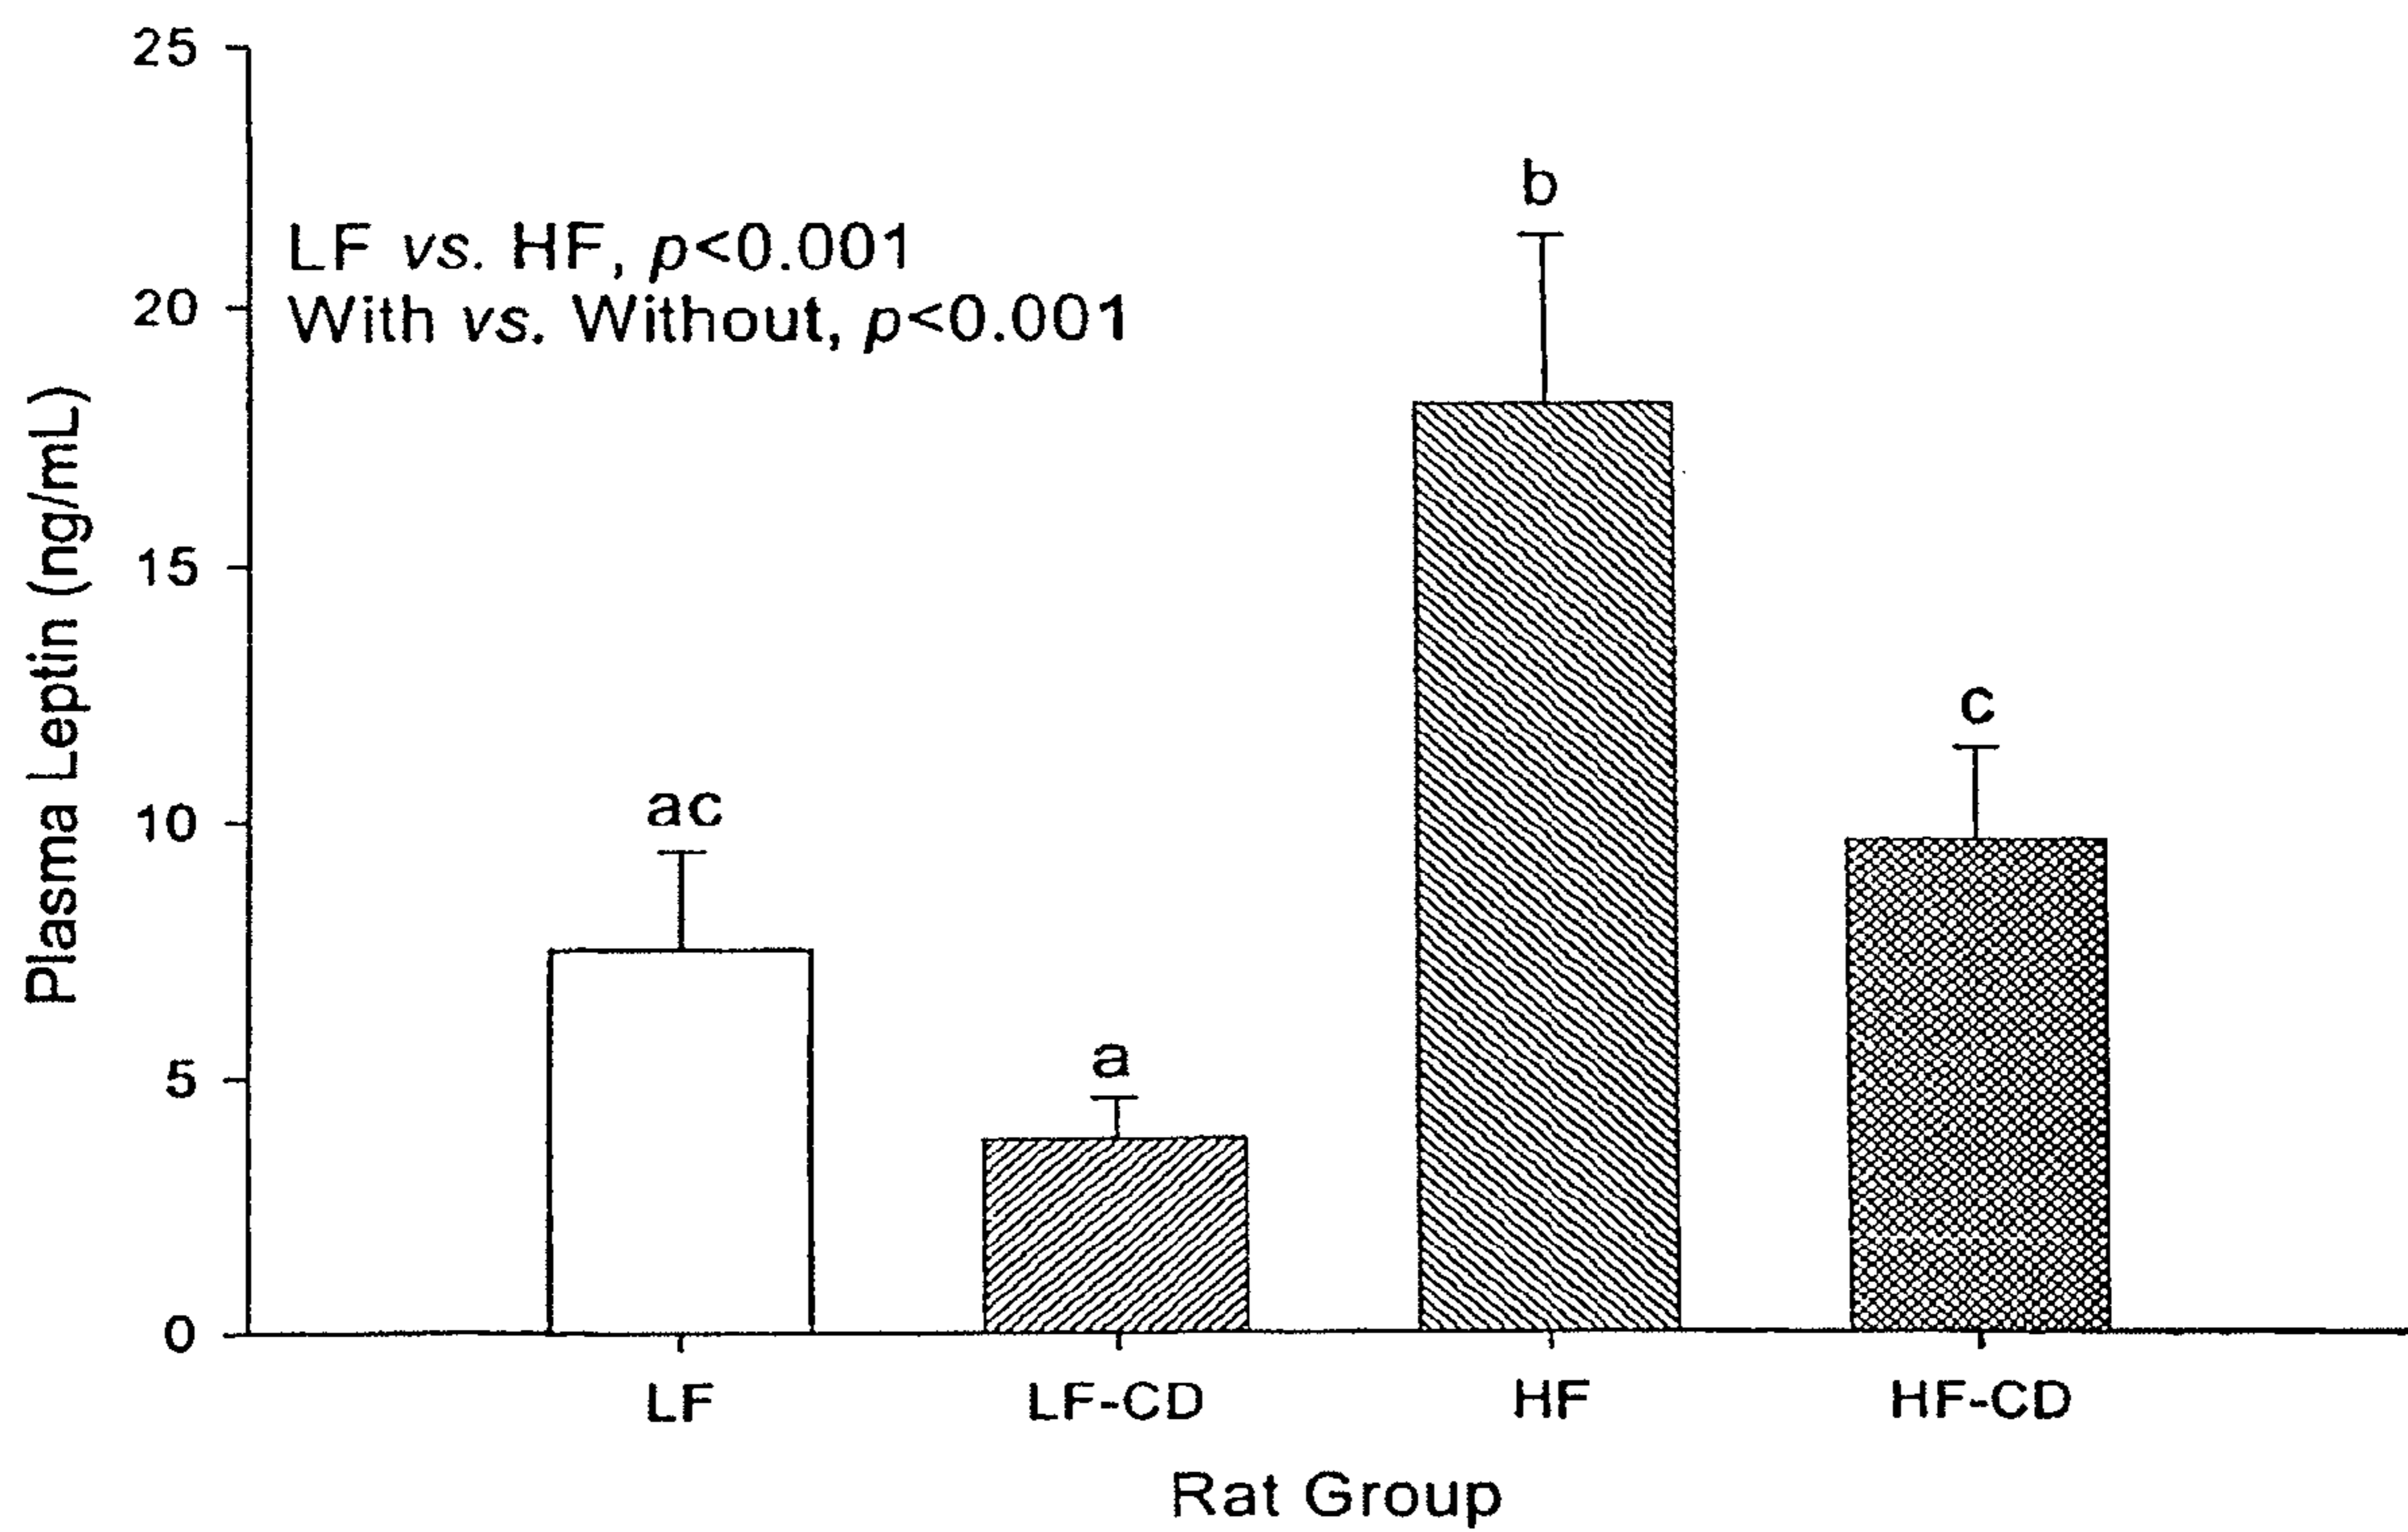 25
20
15
10
5
0
Plasma Leptin (ng/mL)
LF vs. HF, p<0.001
With vs. Without, p<0.001
ac
a
b
c
LF
LF-CD
HF
HF-CD
Rat Group